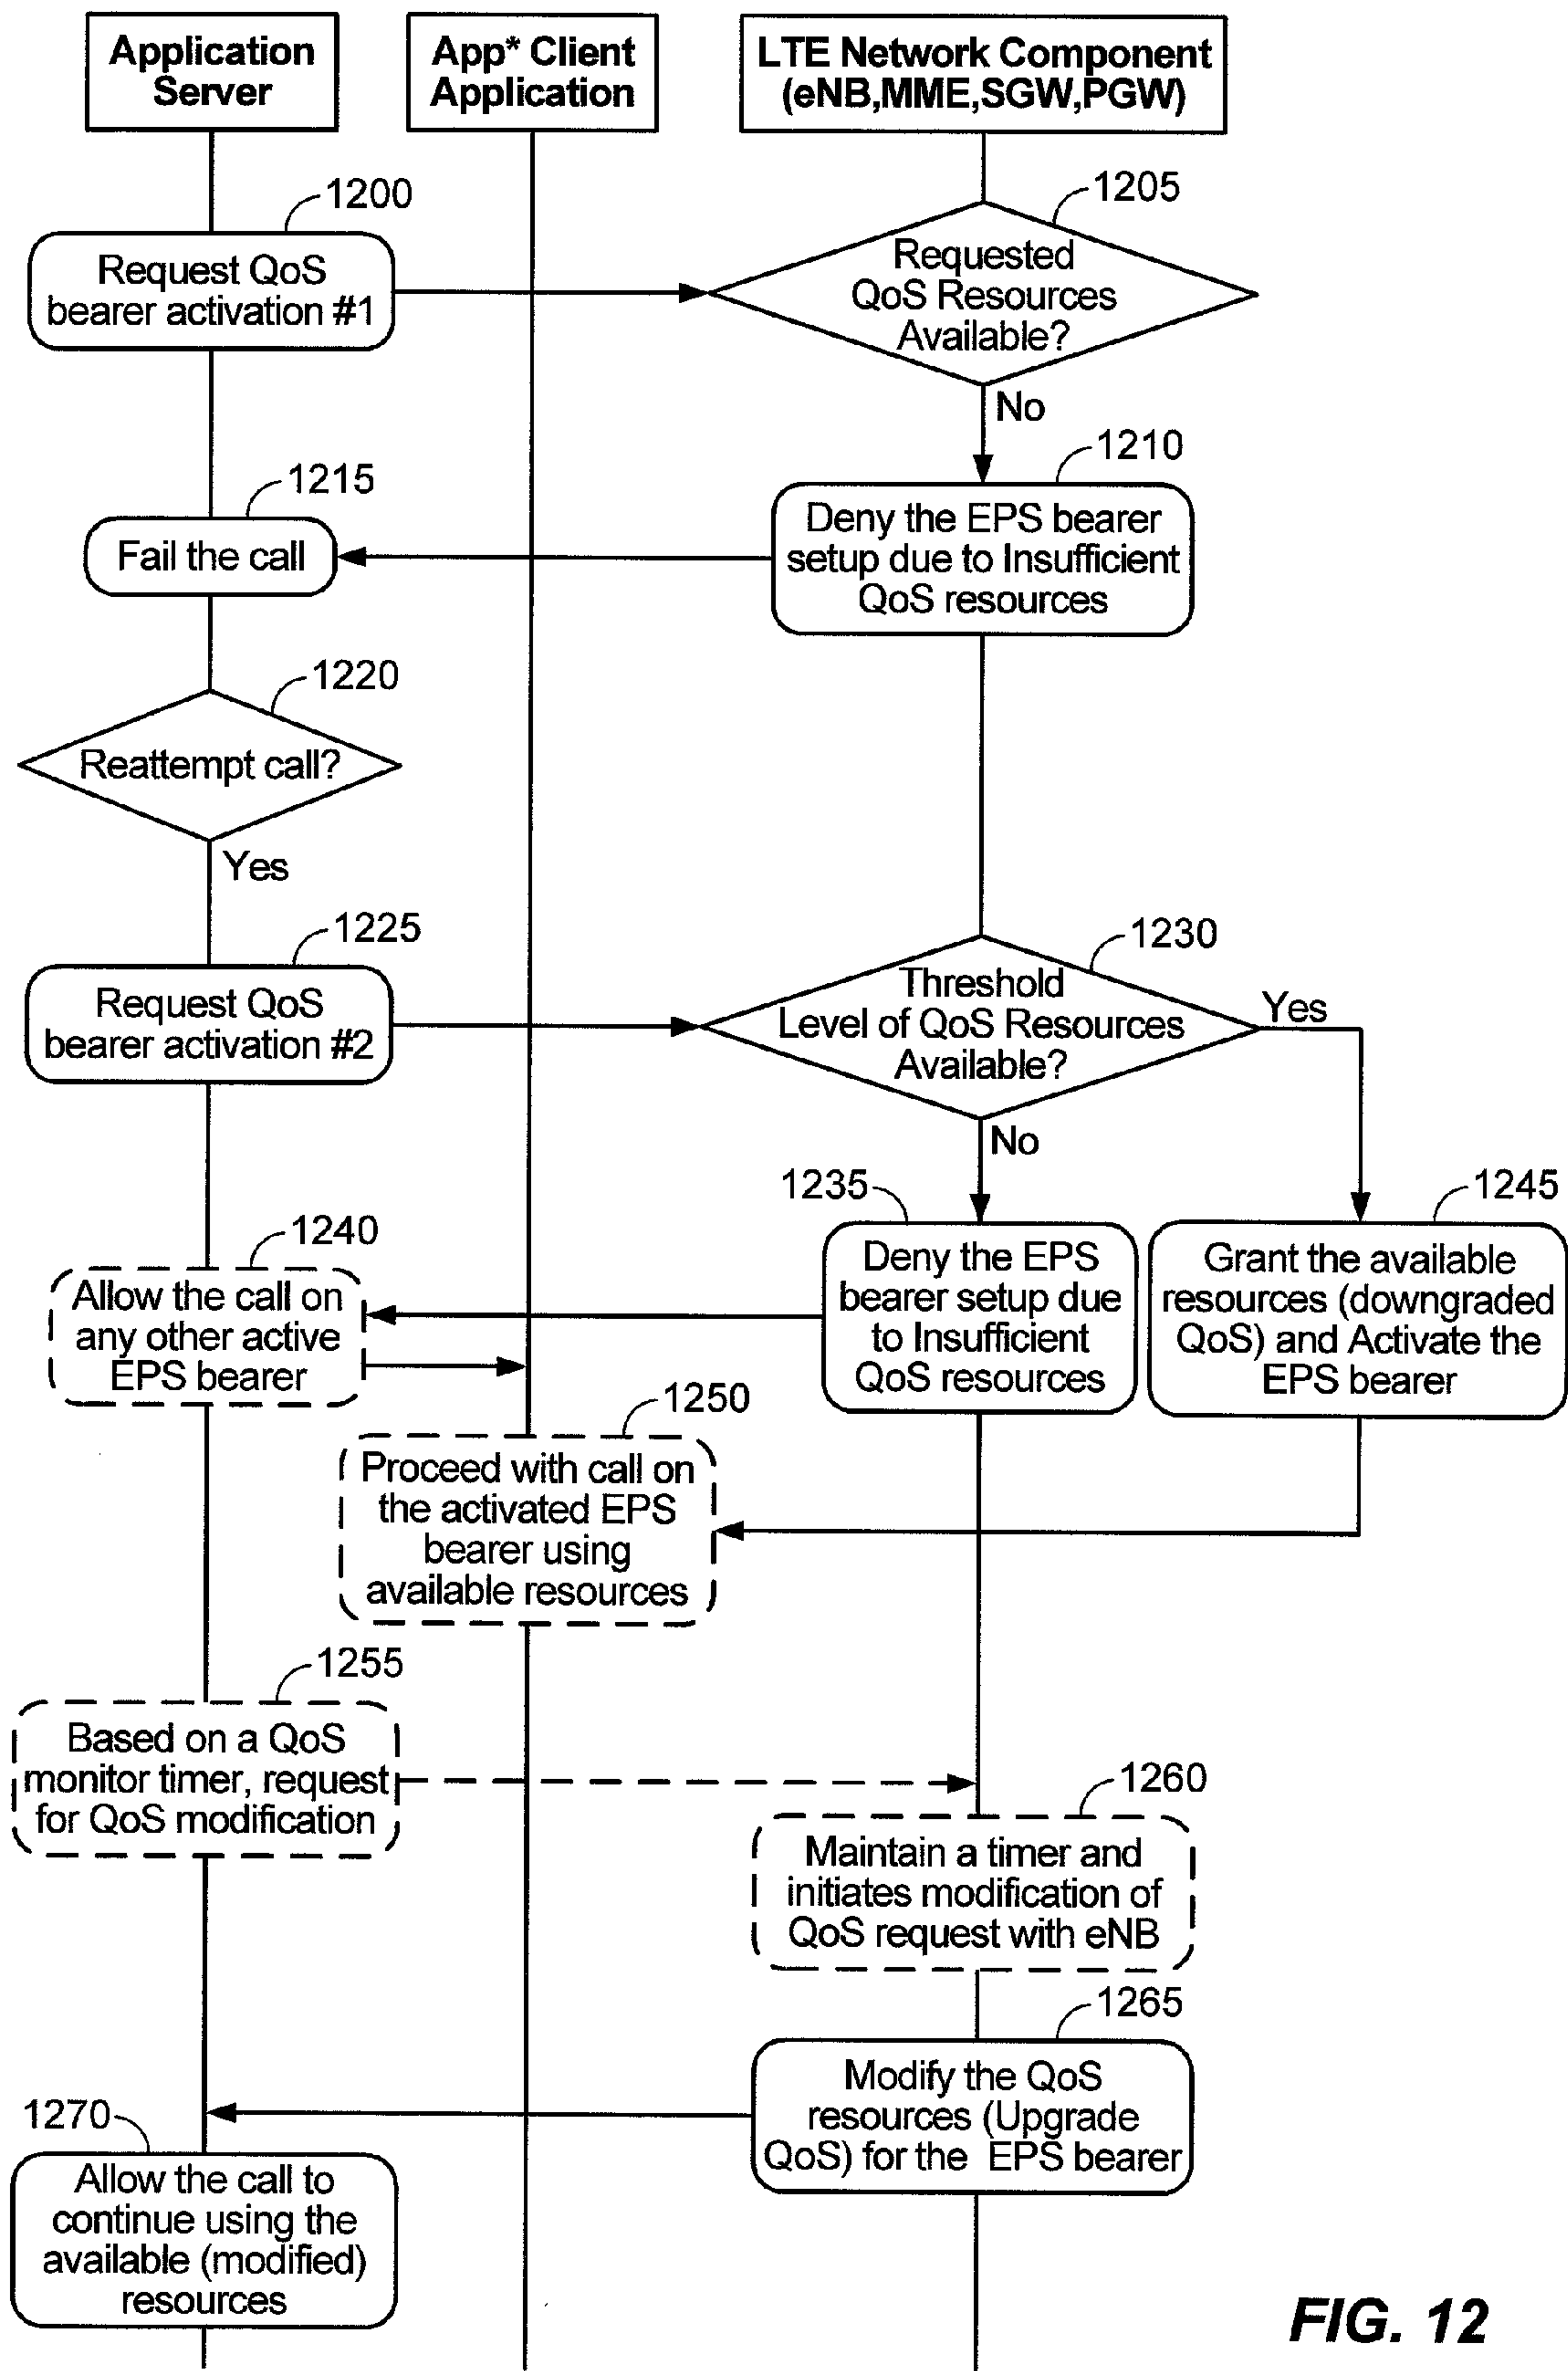 Application
Server
App* Client
Application
LTE Network Component
(eNB,MME,SGW,PGW)
1200
1205
Request QoS
bearer activation #1
Requested
QoS Resources
Available?
No
1210
1215
Deny the EPS bearer
setup due to Insufficient
QoS resources
Fail the call
1220
Reattempt call?
Yes
1225
1230
Request QoS
bearer activation #2
Threshold
Level of QoS Resources
Available?
Yes
No
1235
1245
1240
Deny the EPS
bearer setup due
to Insufficient
QoS resources
Grant the available
resources (downgraded
QoS) and Activate the
EPS bearer
Allow the call on
any other active
EPS bearer
1250
Proceed with call on
the activated EPS
bearer using
available resources
1255
Based on a QoS
monitor timer, request
for QoS modification
1260
Maintain a timer and
initiates modification of
QoS request with eNB
1265
Modify the QoS
resources (Upgrade
QoS) for the EPS bearer
1270
Allow the call to
continue using the
available (modified)
resources
FIG. 12